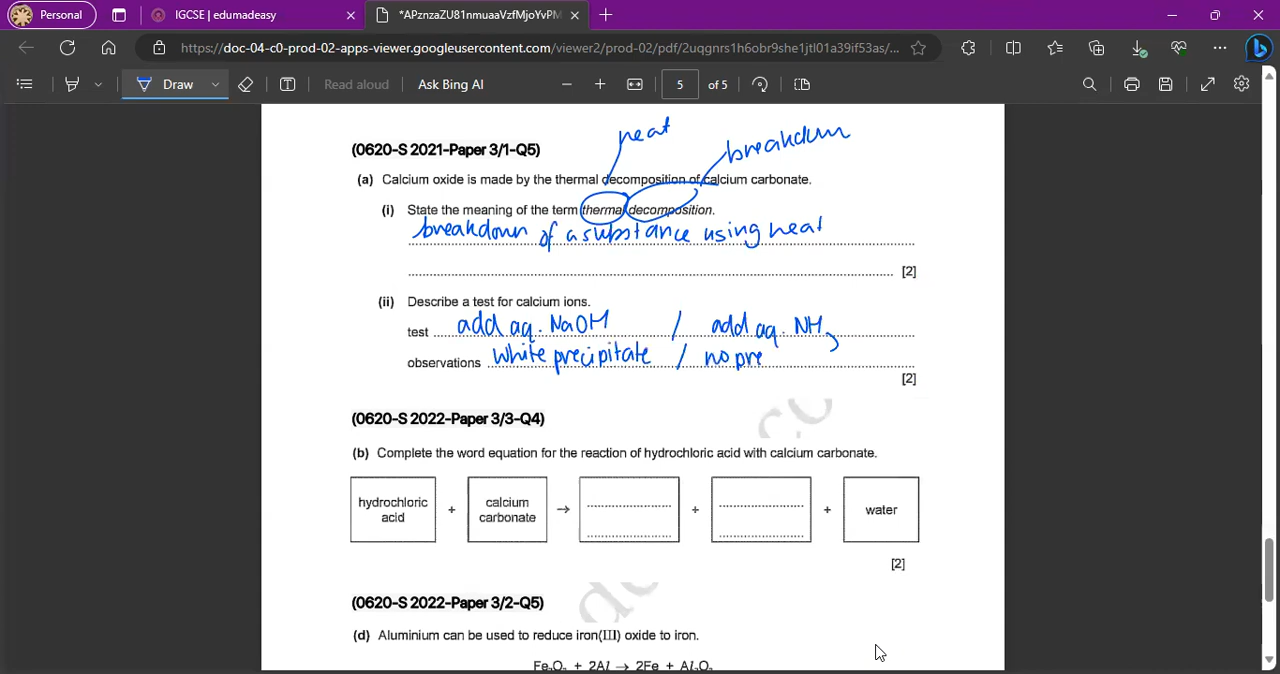 Personal
IGCSE | edumadeasy
*APznzaZU81nmuaaVzfMjoYvPM
https://doc-04-c0-prod-02-apps-viewer.googleusercontent.com/viewer2/prod-02/pdf/2uqgnrs1h6obr9she1jtl01a39if53as/...
Draw
Read aloud
Ask Bing AI
5
of 5
heat
breakdown
(0620-S 2021-Paper 3/1-Q5)
(a) Calcium oxide is made by the thermal decomposition of calcium carbonate.
(i) State the meaning of the term thermal decomposition.
breakdown of a substance using heat
[2]
(ii) Describe a test for calcium ions.
test add aq. NaOH / add aq. NH3
observations white precipitate / no pre
[2]
(0620-S 2022-Paper 3/3-Q4)
(b) Complete the word equation for the reaction of hydrochloric acid with calcium carbonate.
hydrochloric acid + calcium carbonate → + + water
[2]
(0620-S 2022-Paper 3/2-Q5)
(d) Aluminium can be used to reduce iron(III) oxide to iron.
Fe2O3 + 2Al → 2Fe + Al2O3